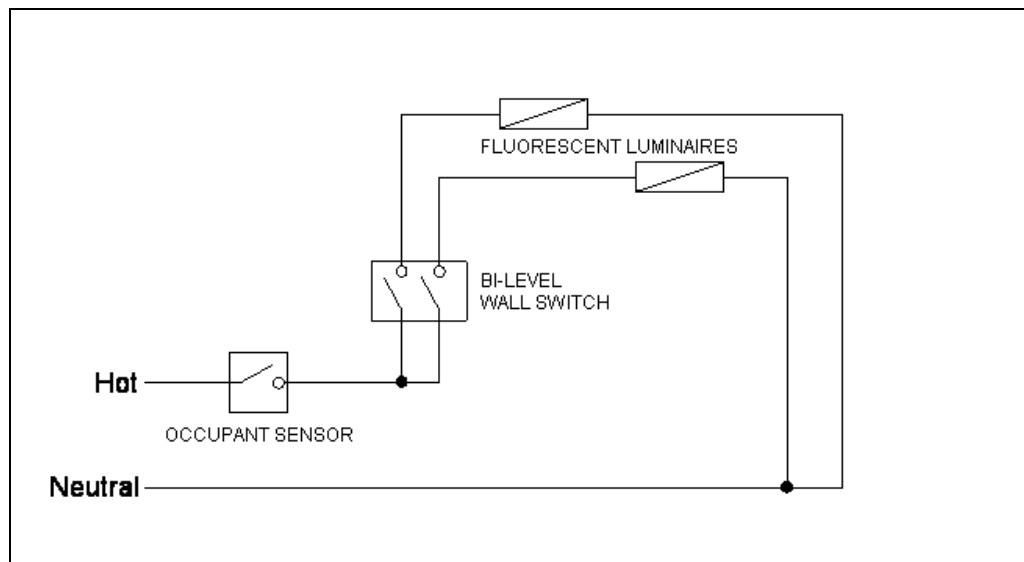 FLUORESCENT LUMINAIRES
BI-LEVEL
WALL SWITCH
Hot
OCCUPANT SENSOR
Neutral